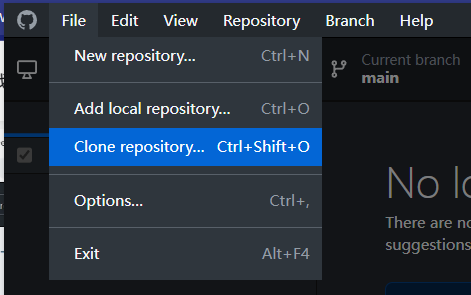 File Edit View Repository Branch Help
New repository... Ctrl+N
Add local repository... Ctrl+O
Clone repository... Ctrl+Shift+O
Options... Ctrl+,
Exit Alt+F4
Current branch
main
No lo
There are no
suggestions